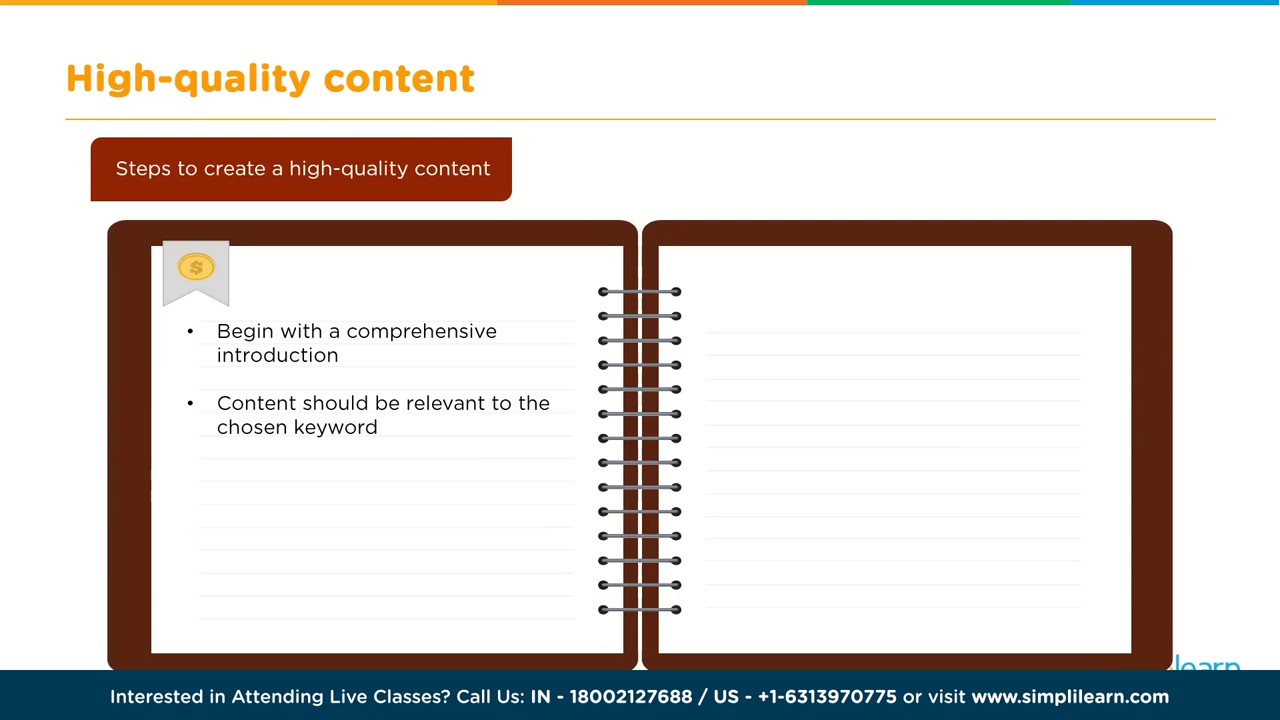 High-quality content
Steps to create a high-quality content
$
• Begin with a comprehensive
introduction
• Content should be relevant to the
chosen keyword
learn
Interested in Attending Live Classes? Call Us: IN - 18002127688 / US - +1-6313970775 or visit www.simplilearn.com